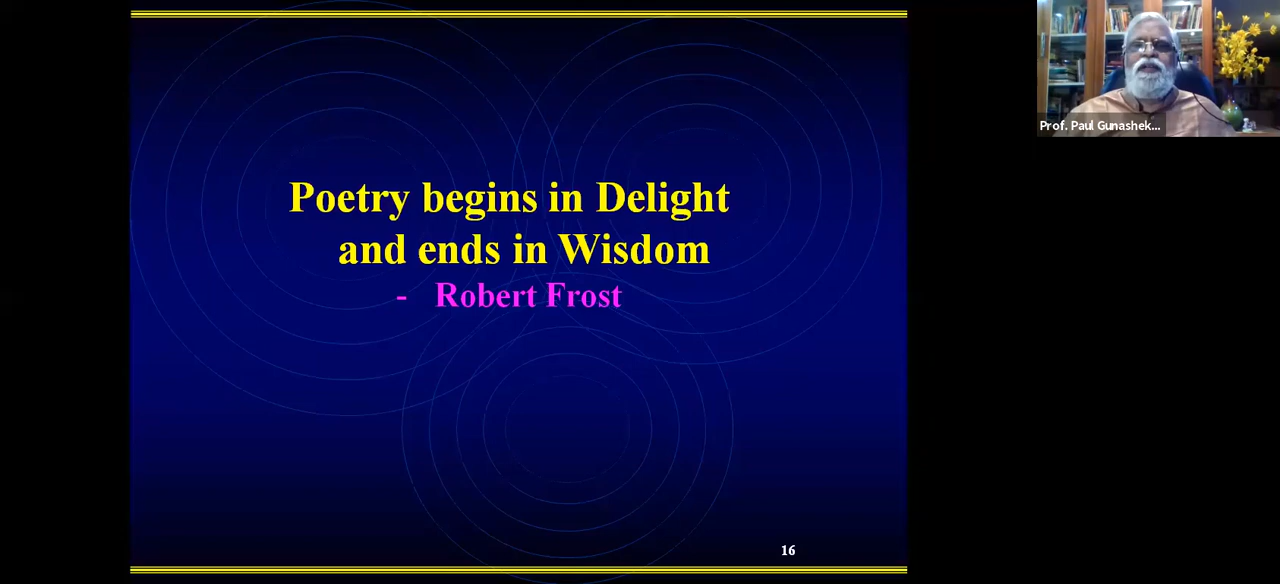 Poetry begins in Delight
and ends in Wisdom
- Robert Frost
16
Prof. Paul Gunashek...